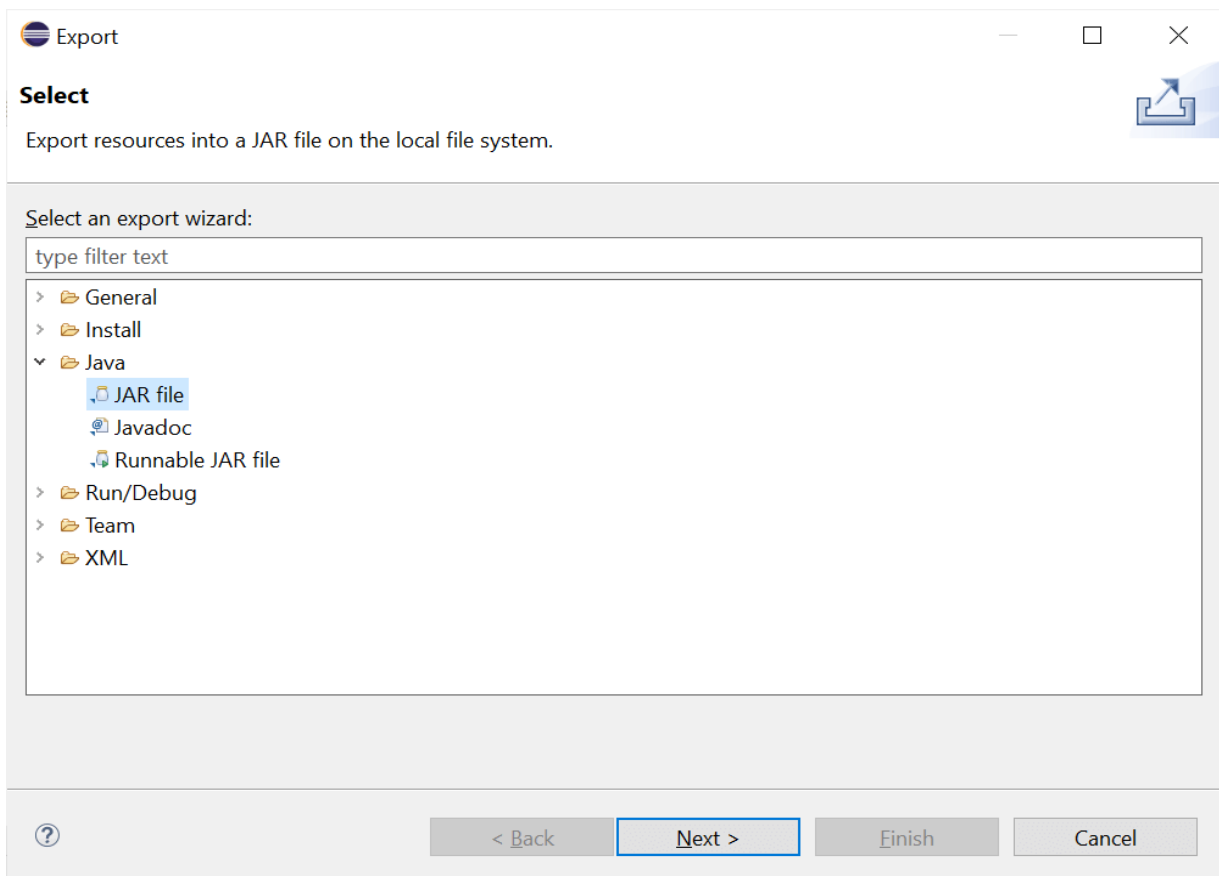 Export
Select
Export resources into a JAR file on the local file system.
Select an export wizard:
type filter text
General
Install
Java
JAR file
Javadoc
Runnable JAR file
Run/Debug
Team
XML
< Back Next > Finish Cancel